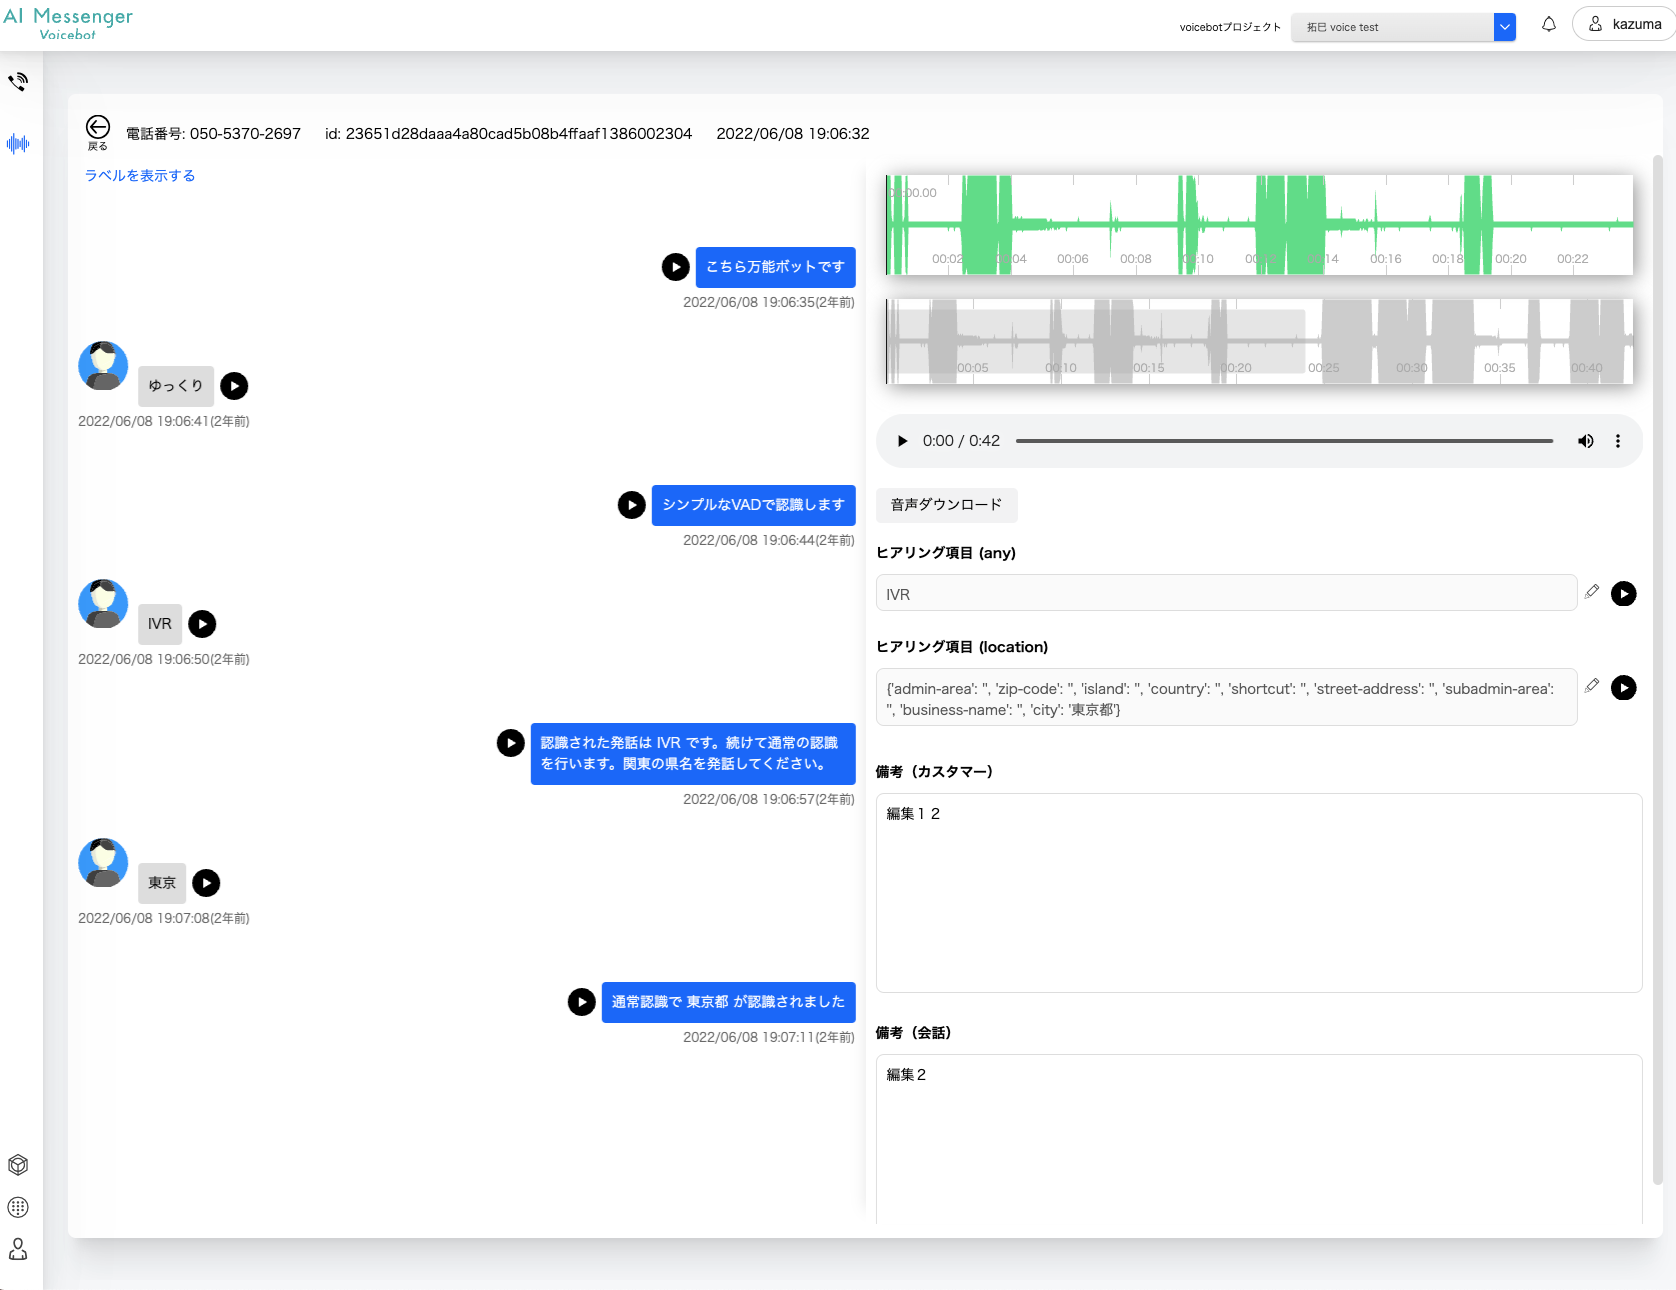 AI Messenger
Voicebot
voicebotプロジェクト
拓巳 voice test
kazuma
戻る
電話番号: 050-5370-2697
id: 23651d28daaa4a80cad5b08b4ffaaf1386002304
2022/06/08 19:06:32
ラベルを表示する
こちら万能ボットです
2022/06/08 19:06:35(2年前)
ゆっくり
2022/06/08 19:06:41(2年前)
シンプルなVADで認識します
2022/06/08 19:06:44(2年前)
IVR
2022/06/08 19:06:50(2年前)
認識された発話は IVR です。続けて通常の認識
を行います。関東の県名を発話してください。
2022/06/08 19:06:57(2年前)
東京
2022/06/08 19:07:08(2年前)
通常認識で 東京都 が認識されました
2022/06/08 19:07:11(2年前)
00:02 00:06 00:08 00:16 00:18 00:20 00:22
00:05 00:10 00:15 00:20 00:25 00:30 00:35 00:40
0:00 / 0:42
音声ダウンロード
ヒアリング項目 (any)
IVR
ヒアリング項目 (location)
{'admin-area': '', 'zip-code': '', 'island': '', 'country': '', 'shortcut': '', 'street-address': '', 'subadmin-area':
'', 'business-name': '', 'city': '東京都'}
備考（カスタマー）
編集１２
備考（会話）
編集２